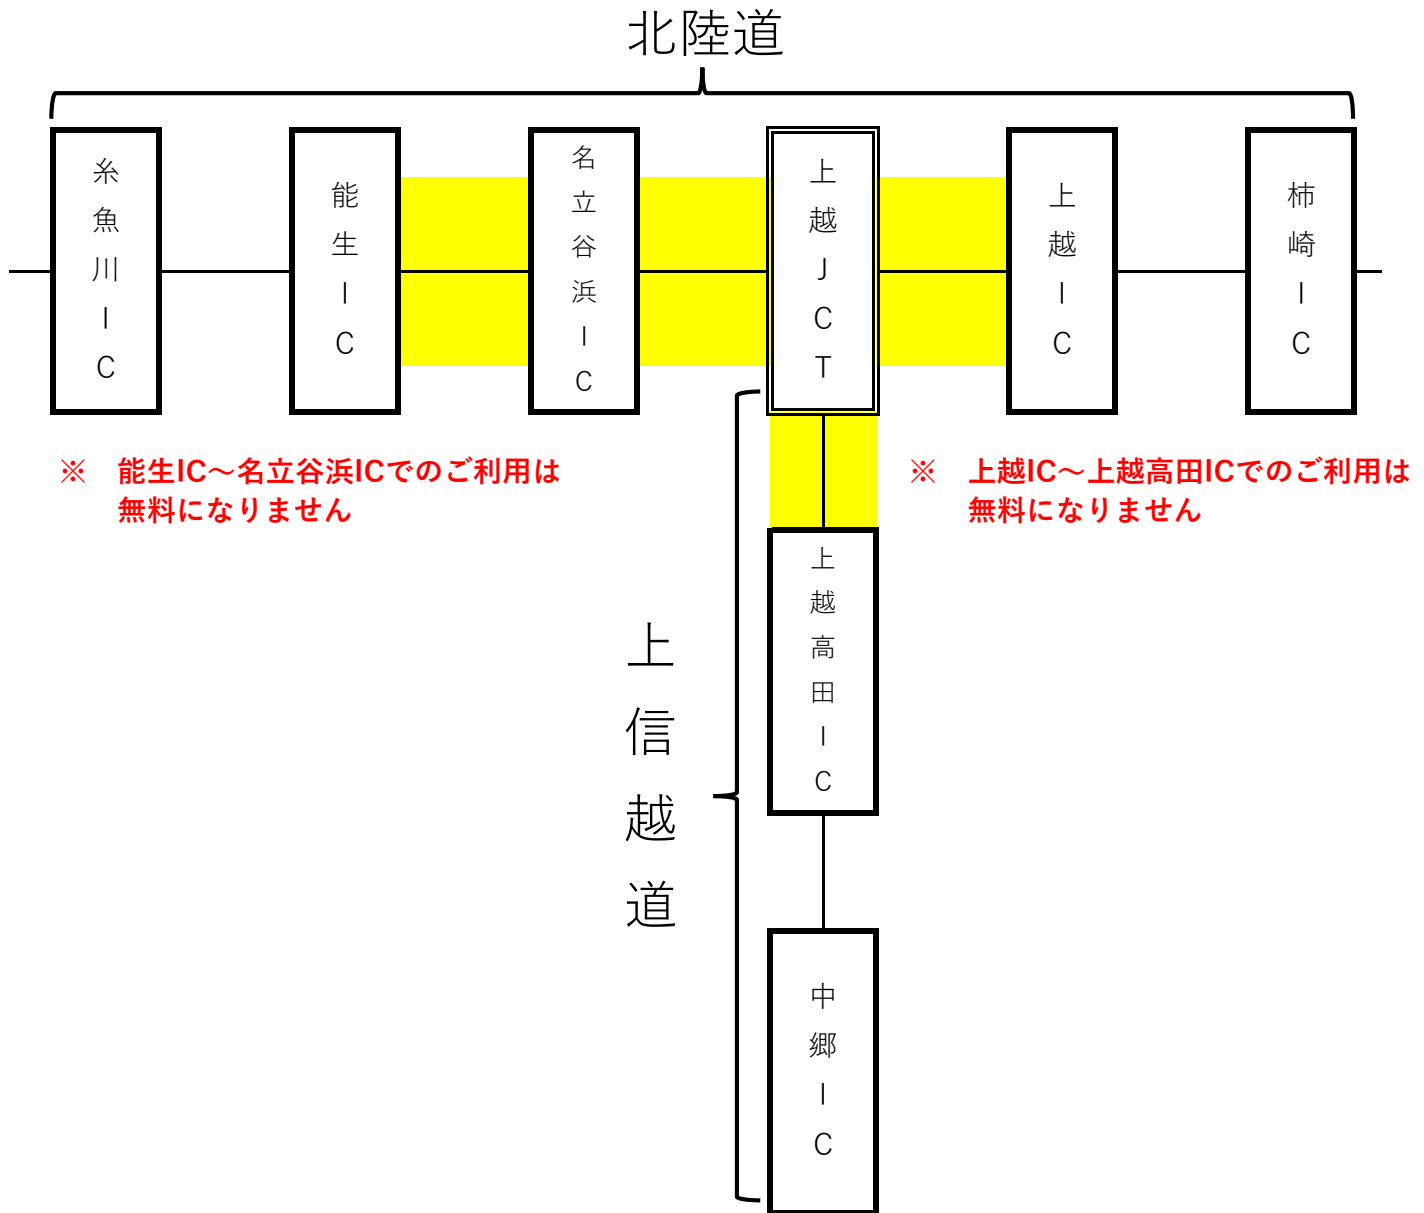 北陸道
糸魚川IC
能生IC
名立谷浜IC
上越JCT
上越IC
柿崎IC
※　能生IC～名立谷浜ICでのご利用は
無料になりません
※　上越IC～上越高田ICでのご利用は
無料になりません
上越高田IC
上信越道
中郷IC